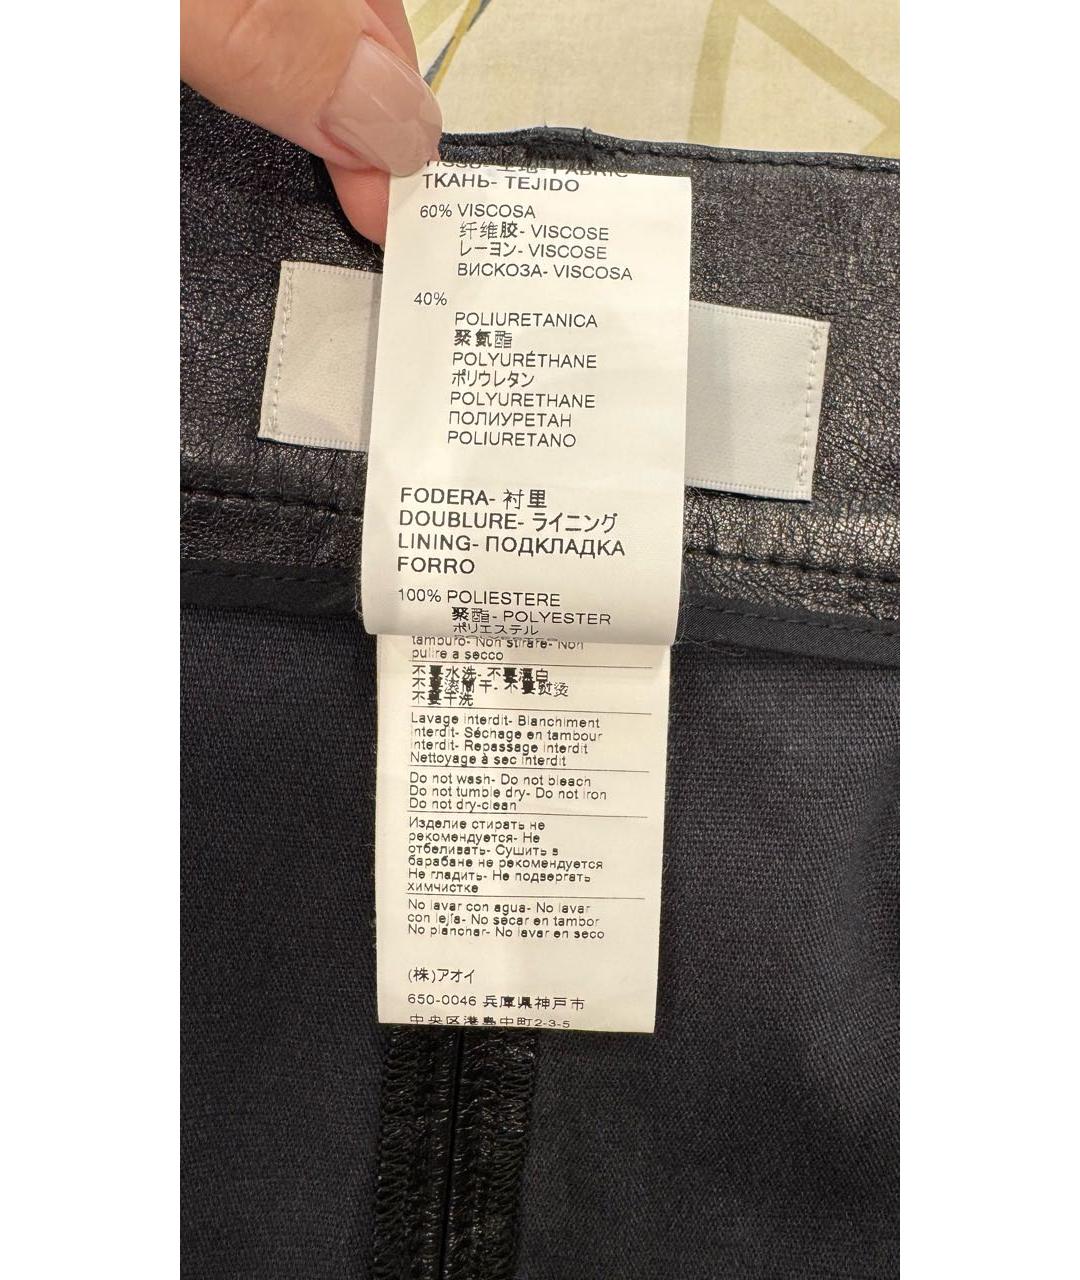 ТКАНЬ- TEJIDO
60% VISCOSA
纤维胶- VISCOSE
レーヨン- VISCOSE
ВИСКОЗА- VISCOSA
40%
POLIURETANICA
聚氨酯
POLYURÉTHANE
ポリウレタン
POLYURETHANE
ПОЛИУРЕТАН
POLIURETANO
FODERA- 衬里
DOUBLURE- ライニング
LINING- ПОДКЛАДКА
FORRO
100% POLIESTERE
聚酯- POLYESTER
ポリエステル
tamburo- Non stirare- Non
pulire a secco
不要水洗- 不要漂白
不要滚筒干- 不要熨烫
不要干洗
Lavage interdit- Blanchiment
interdit- Séchage en tambour
interdit- Repassage interdit
Nettoyage à sec interdit
Do not wash- Do not bleach
Do not tumble dry- Do not iron
Do not dry-clean
Изделие стирать не
рекомендуется- Не
отбеливать- Сушить в
барабане не рекомендуется
Не гладить- Не подвергать
химчистке
No lavar con agua- No lavar
con lejía- No secar en tambor
No planchar- No lavar en seco
(株)アオイ
650-0046 兵庫県神戸市
中央区港島中町2-3-5